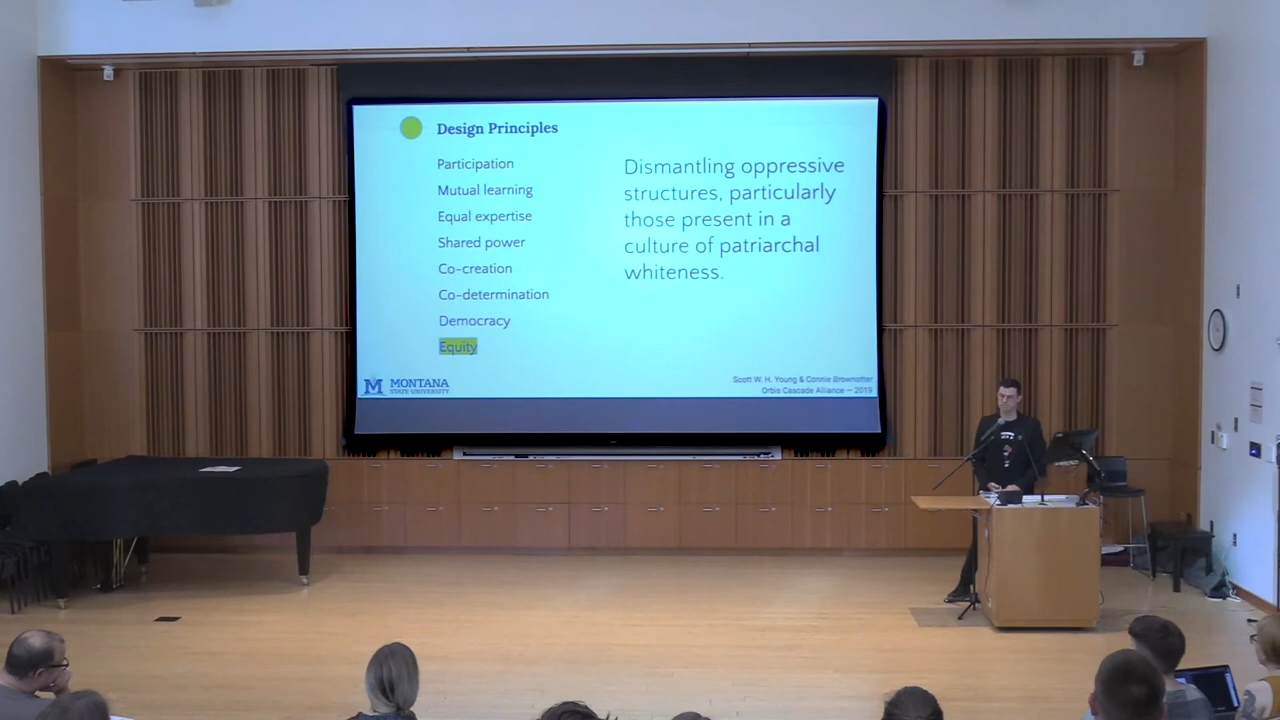 Design Principles
Participation
Mutual learning
Equal expertise
Shared power
Co-creation
Co-determination
Democracy
Equity
Dismantling oppressive
structures, particularly
those present in a
culture of patriarchal
whiteness.
M MONTANA
STATE UNIVERSITY
Scott W. H. Young & Connie Brownotter
Orbis Cascade Alliance – 2019